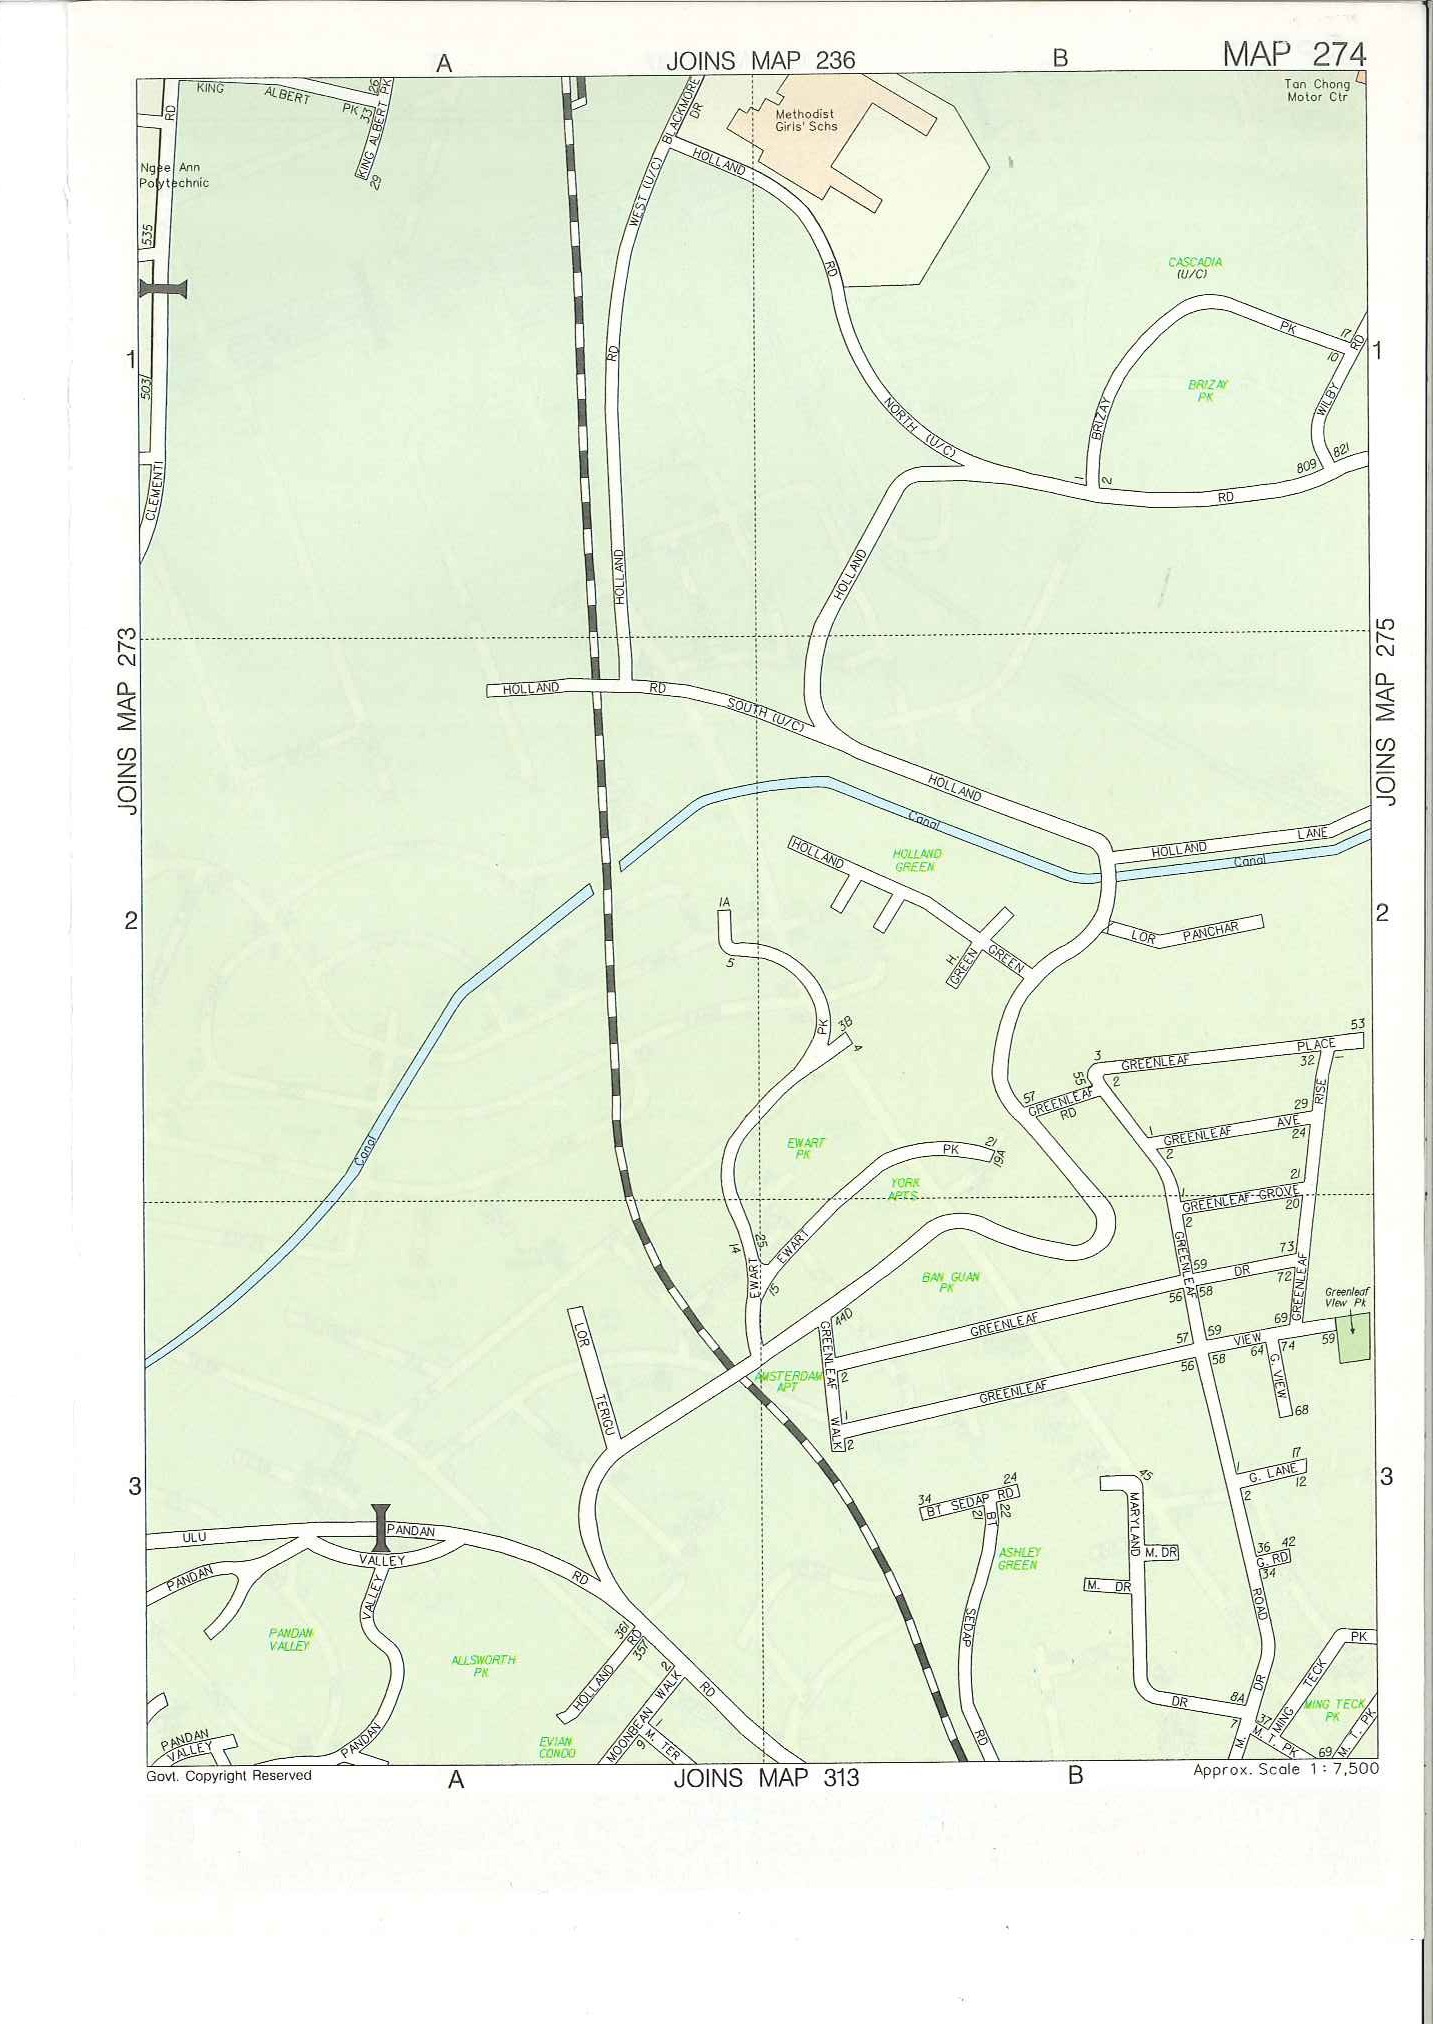 A
JOINS MAP 236
B
MAP 274
Tan Chong
Motor Ctr
KING
ALBERT
PK
RD
26
33
KING ALBERT PK
29
BLACKMORE
DR
Methodist
Girls' Schs
Ngee Ann
Polytechnic
HOLLAND
WEST (U/C)
535
RD
CASCADIA
(U/C)
PK
17
RD
10
1
1
RD
503
BRIZAY
PK
WILBY
BRIZAY
NORTH (U/C)
821
809
1
2
RD
CLEMENTI
HOLLAND
HOLLAND
JOINS MAP 273
JOINS MAP 275
HOLLAND
RD
SOUTH (U/C)
HOLLAND
Canal
HOLLAND LANE
Canal
HOLLAND
HOLLAND
GREEN
2
2
1A
5
LOR PANCHAR
H.
GREEN
GREEN
PK
3B
4
53
PLACE
32
1
GREENLEAF
3
2
55
57
GREENLEAF
RD
RISE
29
AVE
24
GREENLEAF
1
2
EWART
PK
PK
21
19A
YORK
APTS
21
GREENLEAF GROVE
20
1
2
14
25
EWART
EWART
15
GREENLEAF
73
DR
72
59
58
56
GREENLEAF
BAN GUAN
PK
44D
GREENLEAF
GREENLEAF
Greenleaf
View Pk
69
59
VIEW
74
64
57
59
56
58
G. VIEW
68
LOR
TERIGU
AMSTERDAM
APT
2
GREENLEAF
1
WALK
2
3
3
17
G. LANE
12
1
2
24
34
BT SEDAP RD
22
21
BT
45
MARYLAND
M. DR
M. DR
ULU
PANDAN
VALLEY
PANDAN
VALLEY
RD
ASHLEY
GREEN
36
42
G. RD
34
ROAD
SEDAP
PANDAN
VALLEY
ALLSWORTH
PK
361
RD
357
HOLLAND
2
WALK
MOONBEAN
1
M. TER
9
RD
PK
TECK
MING
MING TECK
PK
DR
8A
7
DR
M.
37
M. T. PK
69
M. T. PK
RD
PANDAN
VALLEY
PANDAN
EVIAN
CONDO
Govt. Copyright Reserved
A
JOINS MAP 313
B
Approx. Scale 1 : 7,500